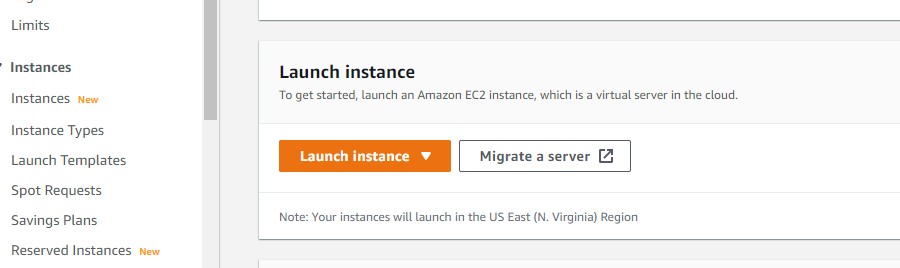 Limits
Instances
Instances New
Instance Types
Launch Templates
Spot Requests
Savings Plans
Reserved Instances New
Launch instance
To get started, launch an Amazon EC2 instance, which is a virtual server in the cloud.
Launch instance
Migrate a server
Note: Your instances will launch in the US East (N. Virginia) Region